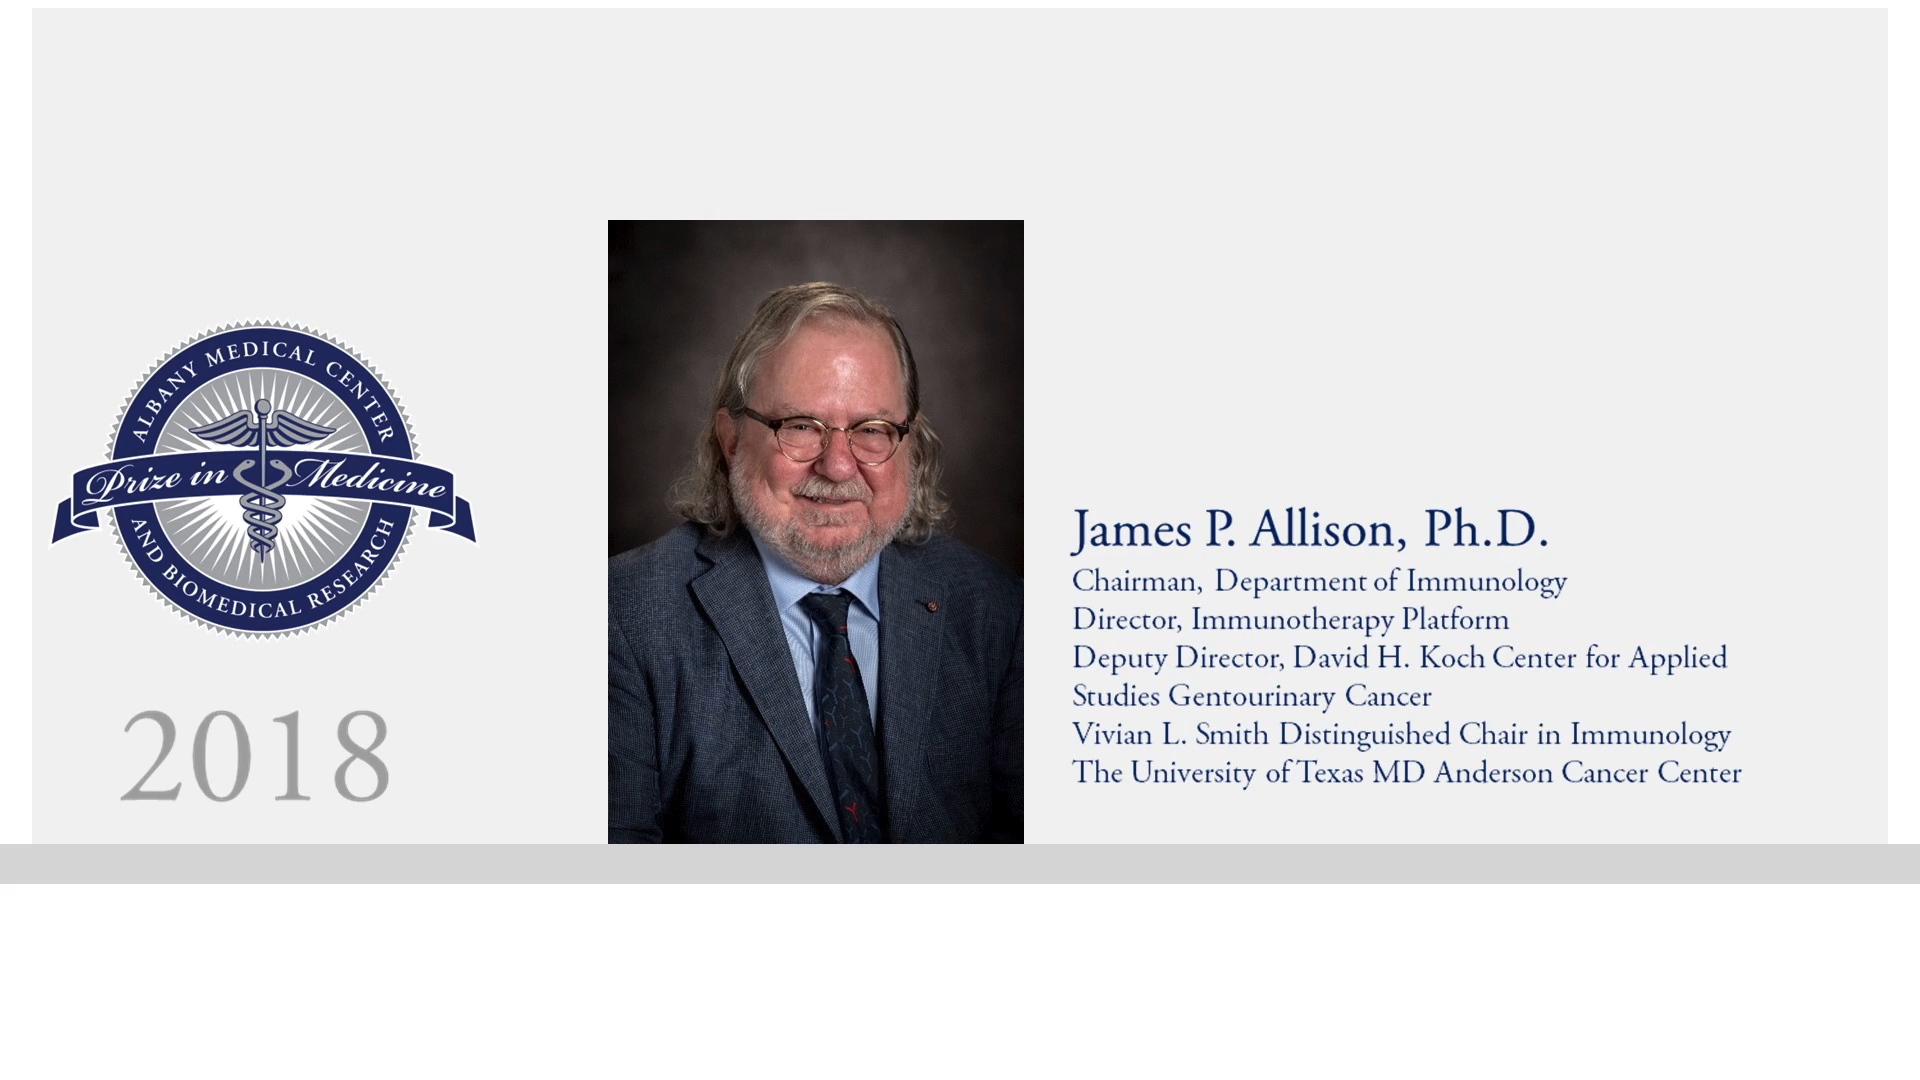 ALBANY MEDICAL CENTER
Prize in Medicine
AND BIOMEDICAL RESEARCH
2018
James P. Allison, Ph.D.
Chairman, Department of Immunology
Director, Immunotherapy Platform
Deputy Director, David H. Koch Center for Applied
Studies Gentourinary Cancer
Vivian L. Smith Distinguished Chair in Immunology
The University of Texas MD Anderson Cancer Center